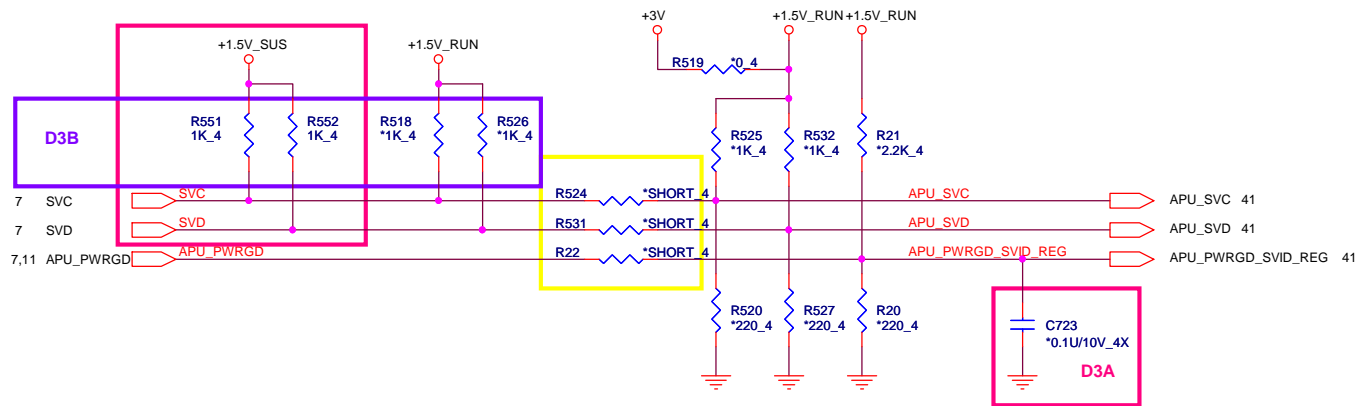 +3V
+1.5V_RUN
+1.5V_RUN
+1.5V_SUS
+1.5V_RUN
R519
*0_4
D3B
R551
1K_4
R552
1K_4
R518
*1K_4
R526
*1K_4
R525
*1K_4
R532
*1K_4
R21
*2.2K_4
7
SVC
SVC
R524
*SHORT_4
APU_SVC
APU_SVC 41
7
SVD
SVD
R531
*SHORT_4
APU_SVD
APU_SVD 41
7,11 APU_PWRGD
APU_PWRGD
R22
*SHORT_4
APU_PWRGD_SVID_REG
APU_PWRGD_SVID_REG 41
R520
*220_4
R527
*220_4
R20
*220_4
C723
*0.1U/10V_4X
D3A